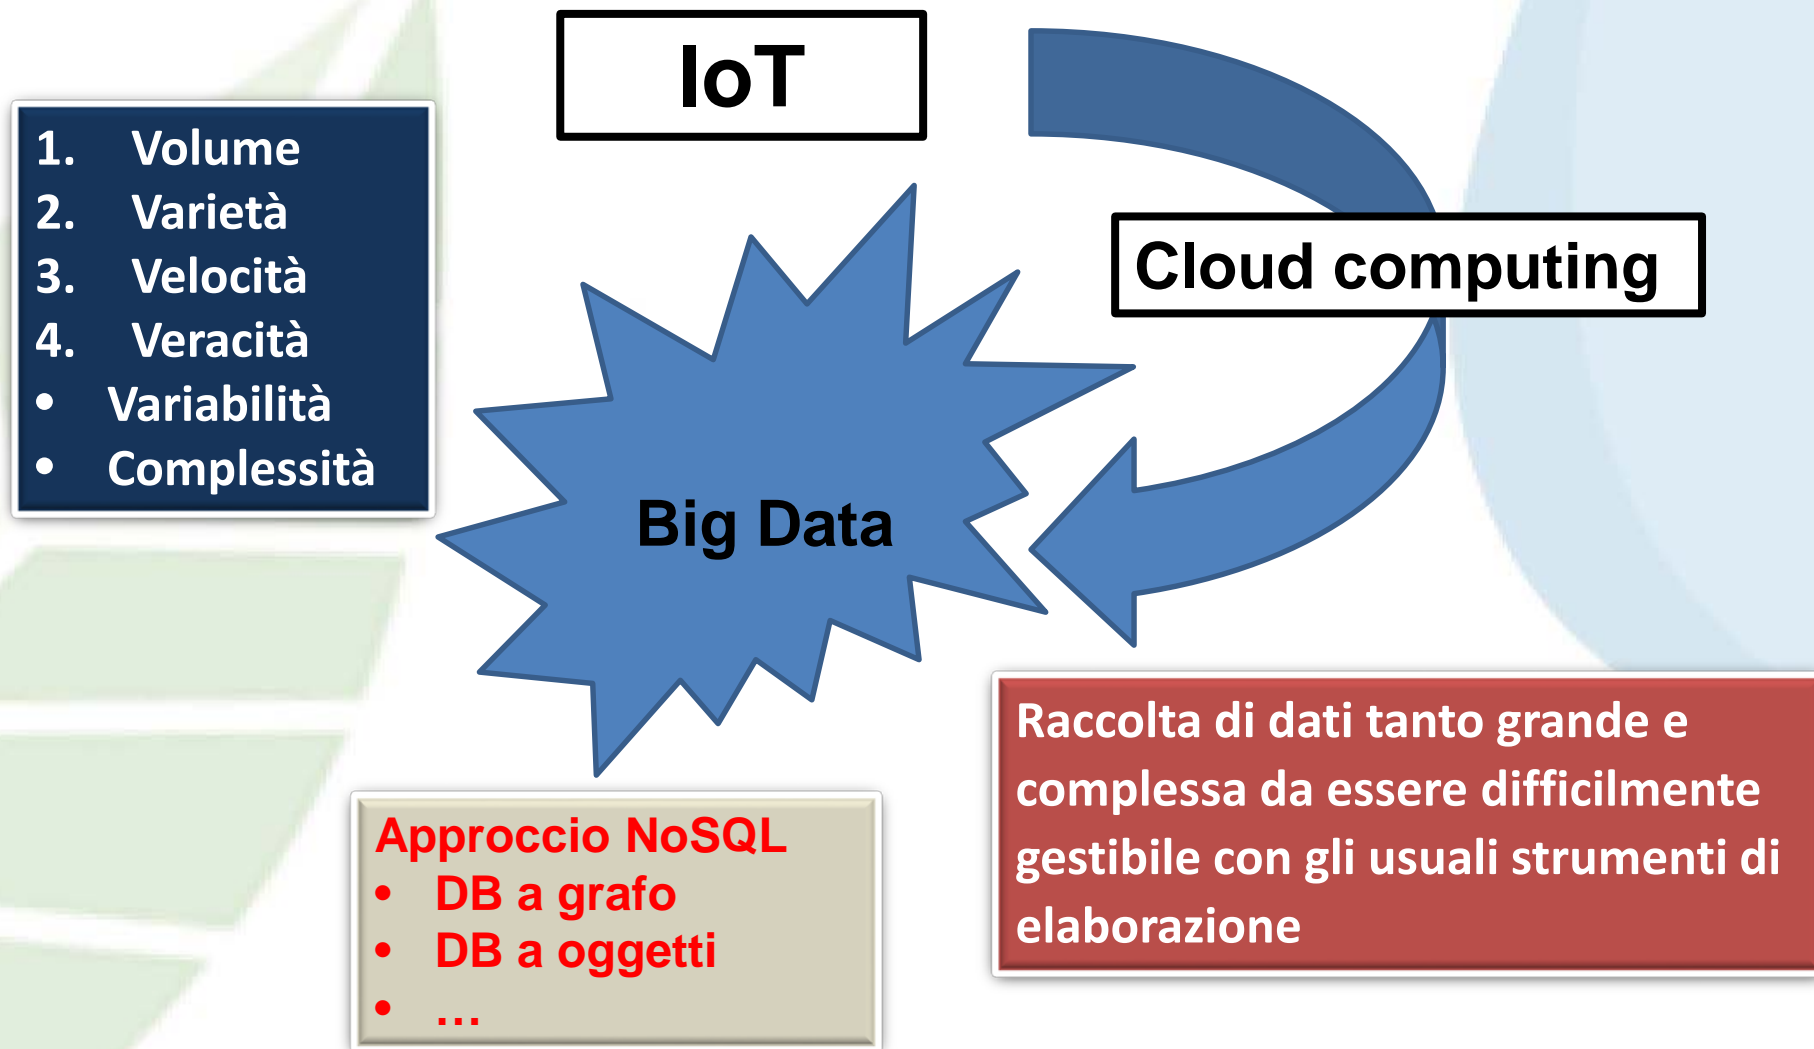 IoT
1. Volume
2. Varietà
3. Velocità
4. Veracità
• Variabilità
• Complessità
Cloud computing
Big Data
Raccolta di dati tanto grande e
complessa da essere difficilmente
gestibile con gli usuali strumenti di
elaborazione
Approccio NoSQL
• DB a grafo
• DB a oggetti
• …